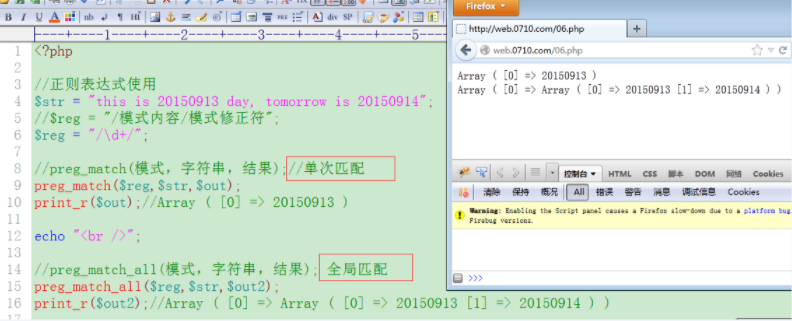 B I U A nb ↵ ¶ Hi PRE A div SP
|----+----1----+----2----+----3----+----4----+----5----
1 <?php
2
3 //正则表达式使用
4 $str = "this is 20150913 day, tomorrow is 20150914";
5 //$reg = "/模式内容/模式修正符";
6 $reg = "/\d+/";
7
8 //preg_match(模式，字符串，结果);//单次匹配
9 preg_match($reg,$str,$out);
10 print_r($out);//Array ( [0] => 20150913 )
11
12 echo "<br />";
13
14 //preg_match_all(模式，字符串，结果); 全局匹配
15 preg_match_all($reg,$str,$out2);
16 print_r($out2);//Array ( [0] => Array ( [0] => 20150913 [1] => 20150914 ) )
17
Firefox
http://web.0710.com/06.php
web.0710.com/06.php
Array ( [0] => 20150913 )
Array ( [0] => Array ( [0] => 20150913 [1] => 20150914 ) )
控制台 HTML CSS 脚本 DOM 网络 Cookies
清除 保持 概况 All 错误 警告 消息 调试信息 Cookies
Warning: Enabling the Script panel causes a Firefox slow-down due to a platform bug.
Firebug versions.
>>>